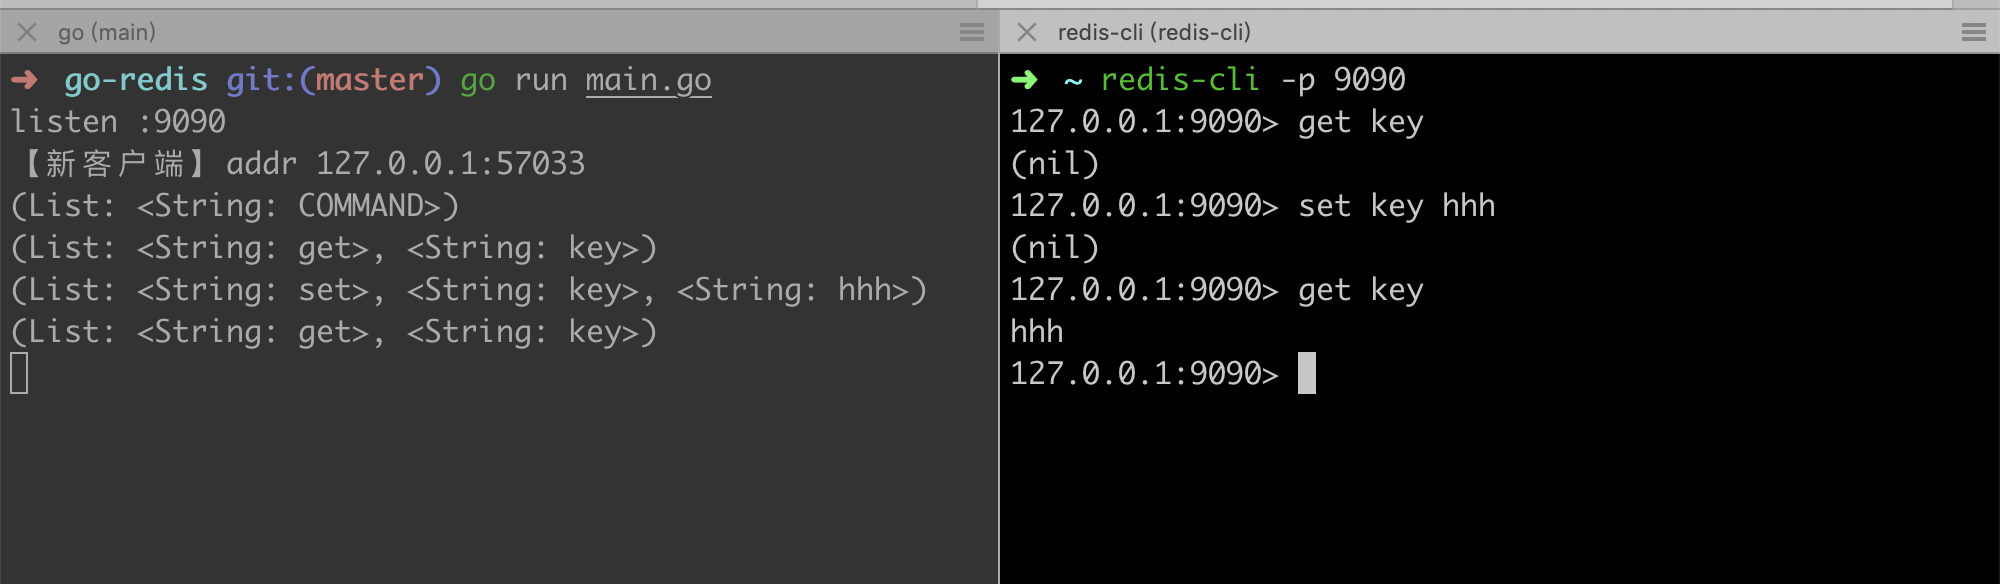 go (main)
➜ go-redis git:(master) go run main.go
listen :9090
【新客户端】addr 127.0.0.1:57033
(List: <String: COMMAND>)
(List: <String: get>, <String: key>)
(List: <String: set>, <String: key>, <String: hhh>)
(List: <String: get>, <String: key>)
redis-cli (redis-cli)
➜ ~ redis-cli -p 9090
127.0.0.1:9090> get key
(nil)
127.0.0.1:9090> set key hhh
(nil)
127.0.0.1:9090> get key
hhh
127.0.0.1:9090>